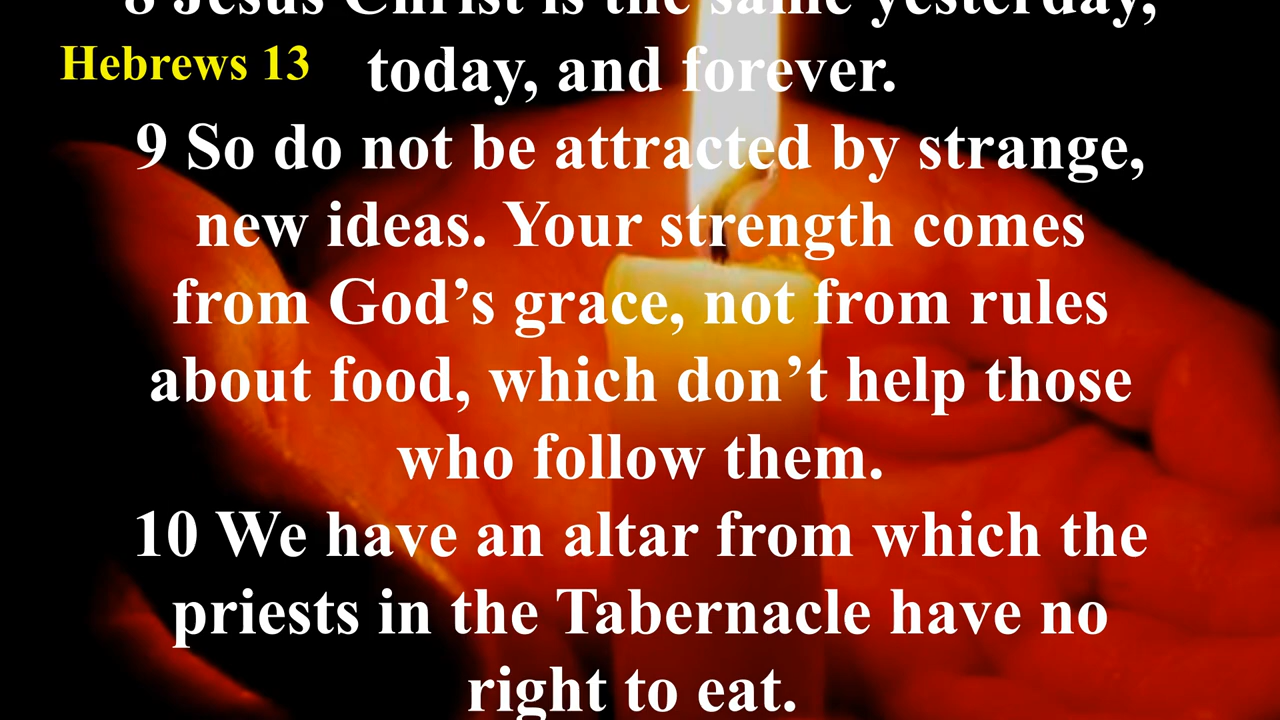 8 Jesus Christ is the same yesterday,
Hebrews 13
today, and forever.
9 So do not be attracted by strange,
new ideas. Your strength comes
from God’s grace, not from rules
about food, which don’t help those
who follow them.
10 We have an altar from which the
priests in the Tabernacle have no
right to eat.